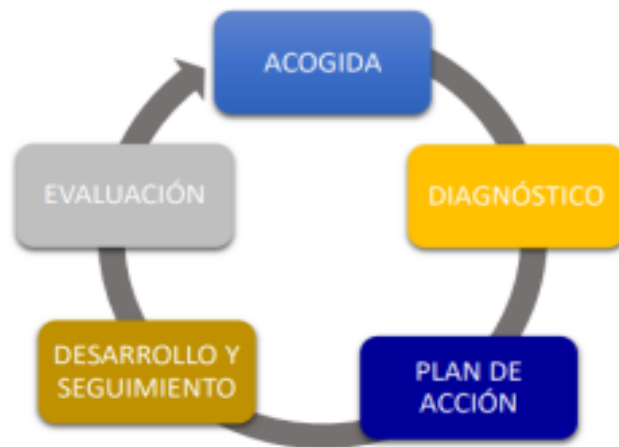 ACOGIDA
DIAGNÓSTICO
PLAN DE
ACCIÓN
DESARROLLO Y
SEGUIMIENTO
EVALUACIÓN